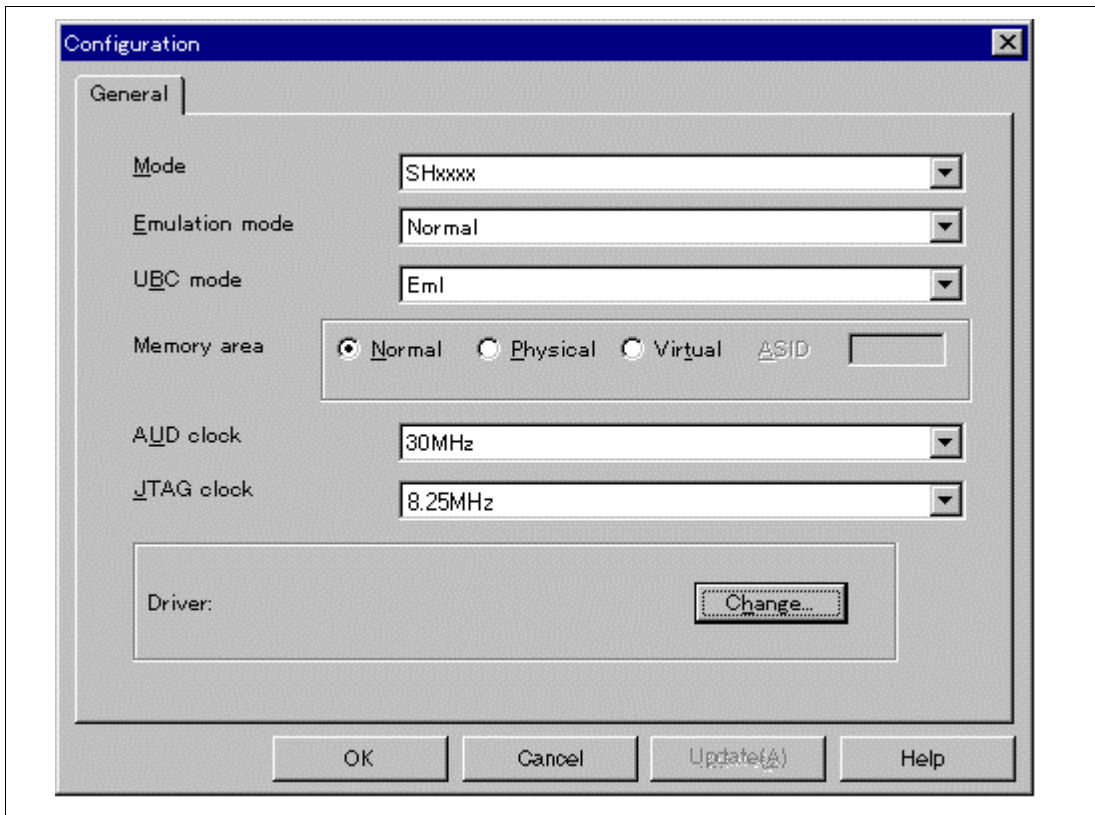 Configuration
General
Mode SHxxxx
Emulation mode Normal
UBC mode Eml
Memory area Normal Physical Virtual ASID
AUD clock 30MHz
JTAG clock 8.25MHz
Driver: Change...
OK Cancel Update(A) Help